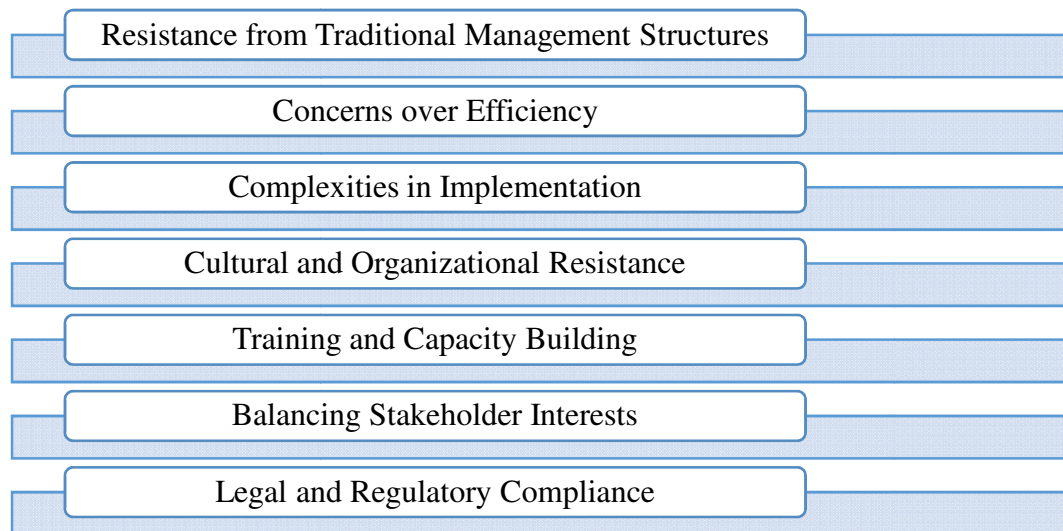 Resistance from Traditional Management Structures
Concerns over Efficiency
Complexities in Implementation
Cultural and Organizational Resistance
Training and Capacity Building
Balancing Stakeholder Interests
Legal and Regulatory Compliance